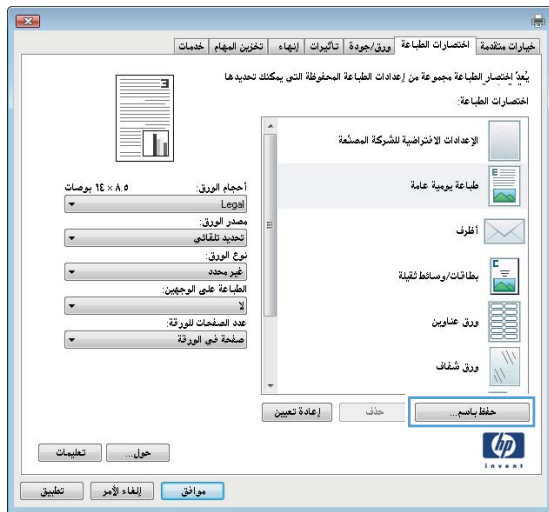 خيارات متقدمة اختصارات الطباعة ورق/جودة تأثيرات إنهاء تخزين المهام خدمات
يُعدّ اختصار الطباعة مجموعة من إعدادات الطباعة المحفوظة التي يمكنك تحديدها
اختصارات الطباعة:
الإعدادات الافتراضية للشركة المصنّعة
طباعة يومية عامة
أظرف
بطاقات/وسائط ثقيلة
ورق عناوين
ورق شفاف
أحجام الورق: ٨,٥ × ١٤ بوصات
Legal
مصدر الورق:
تحديد تلقائي
نوع الورق:
غير محدد
الطباعة على الوجهين:
لا
عدد الصفحات للورقة:
صفحة في الورقة
حفظ باسم... حذف إعادة تعيين
hp
invent
حول... تعليمات
موافق إلغاء الأمر تطبيق